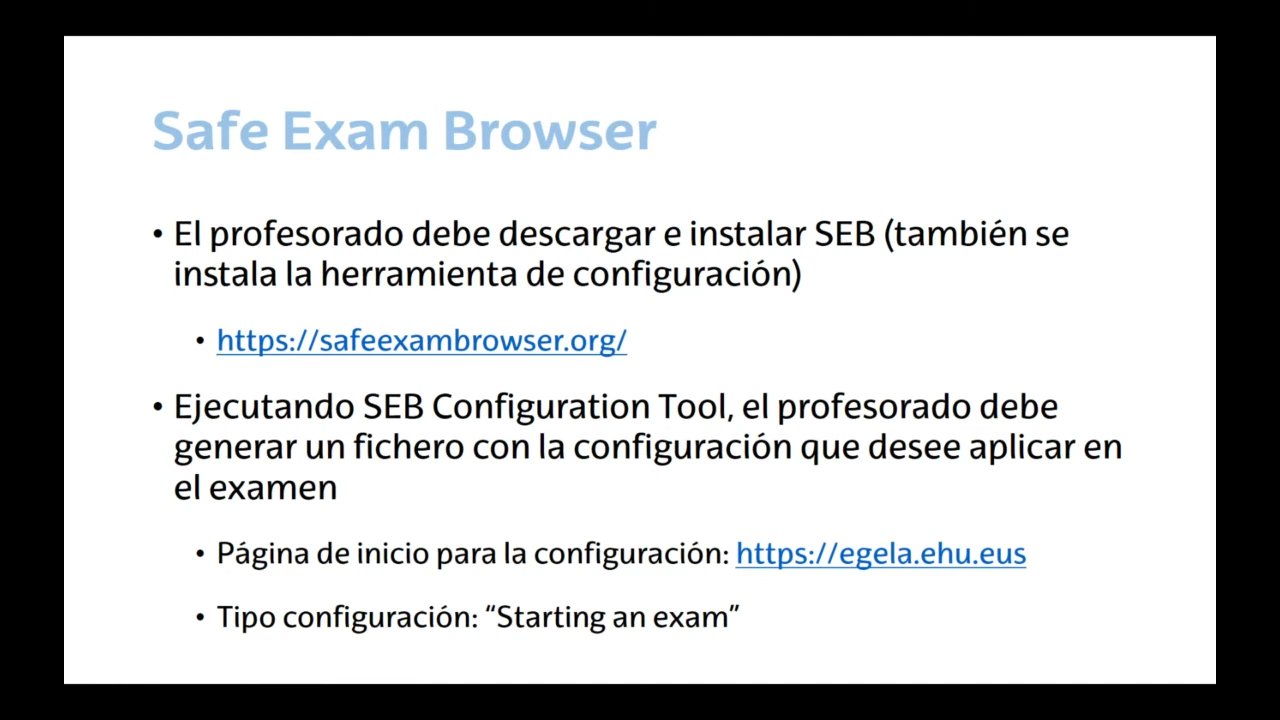 Safe Exam Browser
• El profesorado debe descargar e instalar SEB (también se
instala la herramienta de configuración)
• https://safeexambrowser.org/
• Ejecutando SEB Configuration Tool, el profesorado debe
generar un fichero con la configuración que desee aplicar en
el examen
• Página de inicio para la configuración: https://egela.ehu.eus
• Tipo configuración: “Starting an exam”